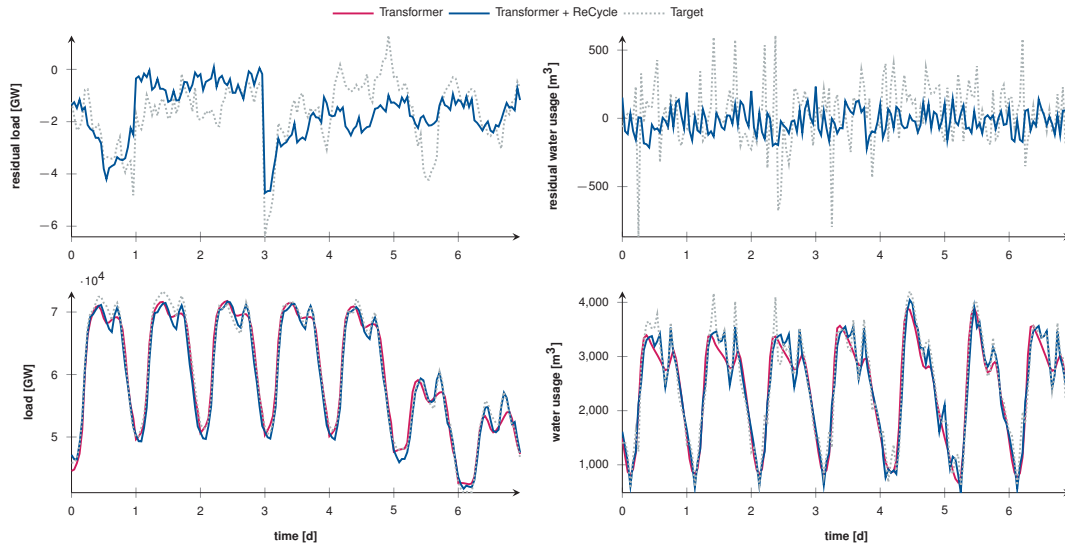 Transformer Transformer + ReCycle Target
residual load [GW]
0
−2
−4
−6
0 1 2 3 4 5 6
residual water usage [m³]
500
0
−500
0 1 2 3 4 5 6
load [GW]
·10⁴
7
6
5
0 1 2 3 4 5 6
time [d]
water usage [m³]
4,000
3,000
2,000
1,000
0 1 2 3 4 5 6
time [d]